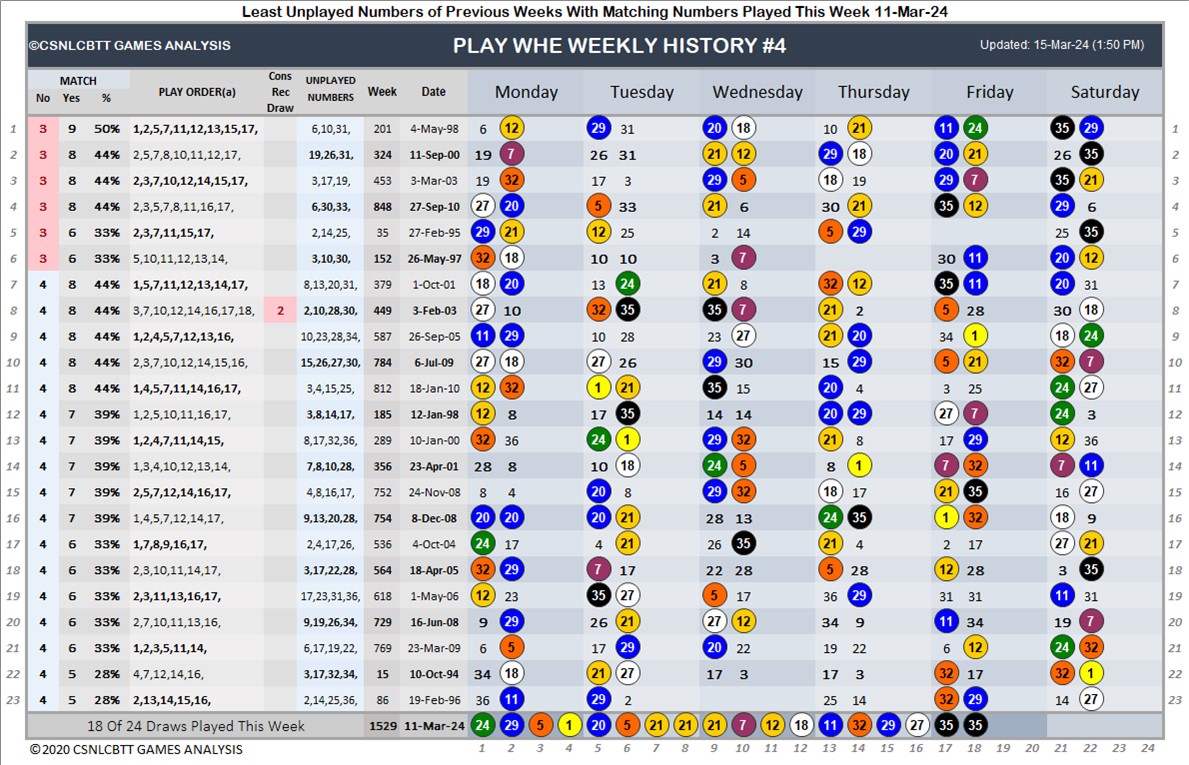 Least Unplayed Numbers of Previous Weeks With Matching Numbers Played This Week 11-Mar-24
©CSNLCBTT GAMES ANALYSIS PLAY WHE WEEKLY HISTORY #4 Updated: 15-Mar-24 (1:50 PM)
MATCH
No Yes % PLAY ORDER(a) Cons Rec Draw UNPLAYED NUMBERS Week Date Monday Tuesday Wednesday Thursday Friday Saturday
1 3 9 50% 1,2,5,7,11,12,13,15,17, 6,10,31, 201 4-May-98 6 12 29 31 20 18 10 21 11 24 35 29 1
2 3 8 44% 2,5,7,8,10,11,12,17, 19,26,31, 324 11-Sep-00 19 7 26 31 21 12 29 18 20 21 26 35 2
3 3 8 44% 2,3,7,10,12,14,15,17, 3,17,19, 453 3-Mar-03 19 32 17 3 29 5 18 19 29 7 35 21 3
4 3 8 44% 2,3,5,7,8,11,16,17, 6,30,33, 848 27-Sep-10 27 20 5 33 21 6 30 21 35 12 29 6 4
5 3 6 33% 2,3,7,11,15,17, 2,14,25, 35 27-Feb-95 29 21 12 25 2 14 5 29 25 35 5
6 3 6 33% 5,10,11,12,13,14, 3,10,30, 152 26-May-97 32 18 10 10 3 7 30 11 20 12 6
7 4 8 44% 1,5,7,11,12,13,14,17, 8,13,20,31, 379 1-Oct-01 18 20 13 24 21 8 32 12 35 11 20 31 7
8 4 8 44% 3,7,10,12,14,16,17,18, 2 2,10,28,30, 449 3-Feb-03 27 10 32 35 35 7 21 2 5 28 30 18 8
9 4 8 44% 1,2,4,5,7,12,13,16, 10,23,28,34, 587 26-Sep-05 11 29 10 28 23 27 21 20 34 1 18 24 9
10 4 8 44% 2,3,7,10,12,14,15,16, 15,26,27,30, 784 6-Jul-09 27 18 27 26 29 30 15 29 5 21 32 7 10
11 4 8 44% 1,4,5,7,11,14,16,17, 3,4,15,25, 812 18-Jan-10 12 32 1 21 35 15 20 4 3 25 24 27 11
12 4 7 39% 1,2,5,10,11,16,17, 3,8,14,17, 185 12-Jan-98 12 8 17 35 14 14 20 29 27 7 24 3 12
13 4 7 39% 1,2,4,7,11,14,15, 8,17,32,36, 289 10-Jan-00 32 36 24 1 29 32 21 8 17 29 12 36 13
14 4 7 39% 1,3,4,10,12,13,14, 7,8,10,28, 356 23-Apr-01 28 8 10 18 24 5 8 1 7 32 7 11 14
15 4 7 39% 2,5,7,12,14,16,17, 4,8,16,17, 752 24-Nov-08 8 4 20 8 29 32 18 17 21 35 16 27 15
16 4 7 39% 1,4,5,7,12,14,17, 9,13,20,28, 754 8-Dec-08 20 20 20 21 28 13 24 35 1 32 18 9 16
17 4 6 33% 1,7,8,9,16,17, 2,4,17,26, 536 4-Oct-04 24 17 4 21 26 35 21 4 2 17 27 21 17
18 4 6 33% 2,3,10,11,14,17, 3,17,22,28, 564 18-Apr-05 32 29 7 17 22 28 5 28 12 28 3 35 18
19 4 6 33% 2,3,11,13,16,17, 17,23,31,36, 618 1-May-06 12 23 35 27 5 17 36 29 31 31 11 31 19
20 4 6 33% 2,7,10,11,13,16, 9,19,26,34, 729 16-Jun-08 9 29 26 21 27 12 34 9 11 34 19 7 20
21 4 6 33% 1,2,3,5,11,14, 6,17,19,22, 769 23-Mar-09 6 5 17 29 20 22 19 22 6 12 24 32 21
22 4 5 28% 4,7,12,14,16, 3,17,32,34, 15 10-Oct-94 34 18 21 27 17 3 17 3 32 17 32 1 22
23 4 5 28% 2,13,14,15,16, 2,14,25,36, 86 19-Feb-96 36 11 29 2 25 14 32 29 14 27 23
18 Of 24 Draws Played This Week 1529 11-Mar-24 24 29 5 1 20 5 21 21 21 7 12 18 11 32 29 27 35 35
© 2020 CSNLCBTT GAMES ANALYSIS 1 2 3 4 5 6 7 8 9 10 11 12 13 14 15 16 17 18 19 20 21 22 23 24